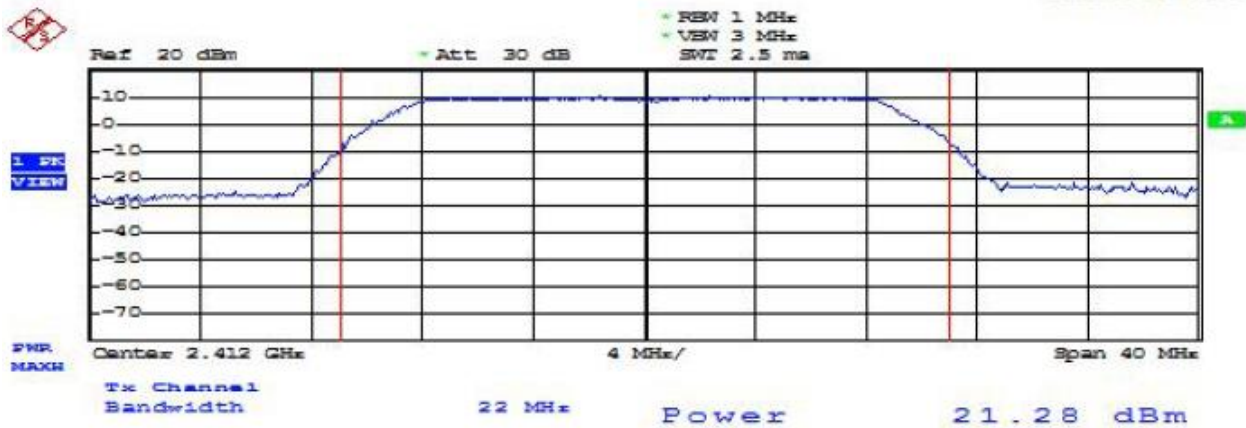 R S
* RBW 1 MHz
* VBW 3 MHz
Ref 20 dBm * Att 30 dB SWT 2.5 ms
10
0
A
-10
1 PK
VIEW
-20
-30
-40
-50
-60
-70
PWR
MAXH
Center 2.412 GHz 4 MHz/ Span 40 MHz
Tx Channel
Bandwidth 22 MHz Power 21.28 dBm